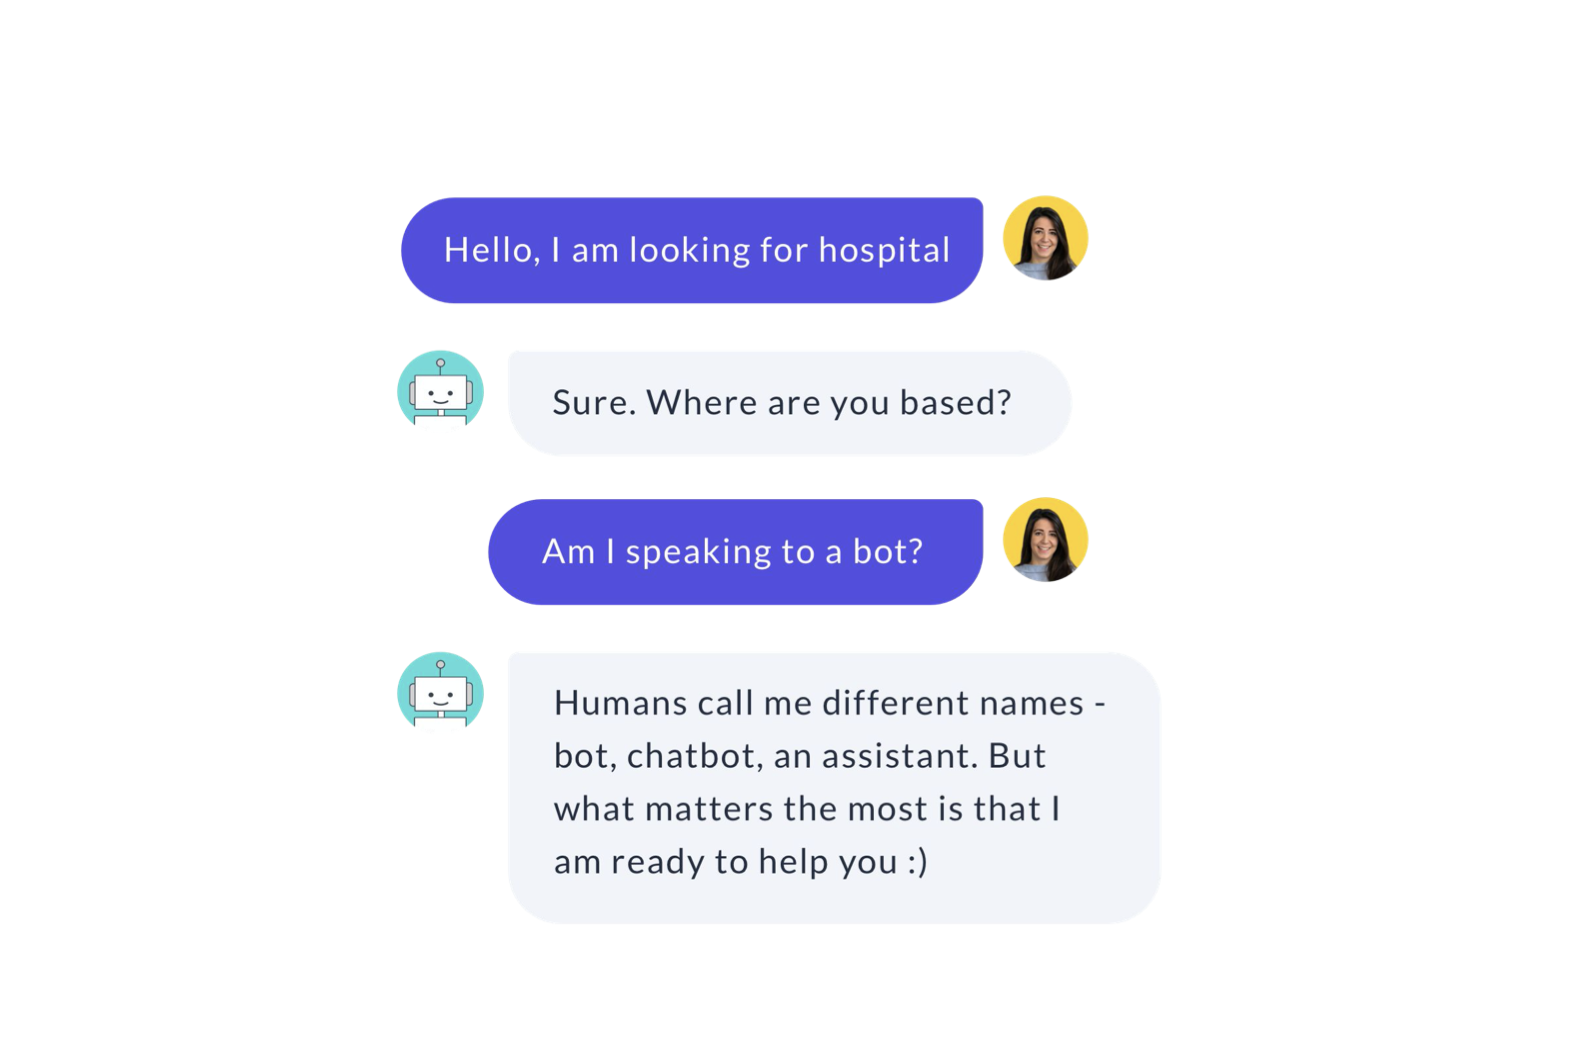 Hello, I am looking for hospital
Sure. Where are you based?
Am I speaking to a bot?
Humans call me different names -
bot, chatbot, an assistant. But
what matters the most is that I
am ready to help you :)